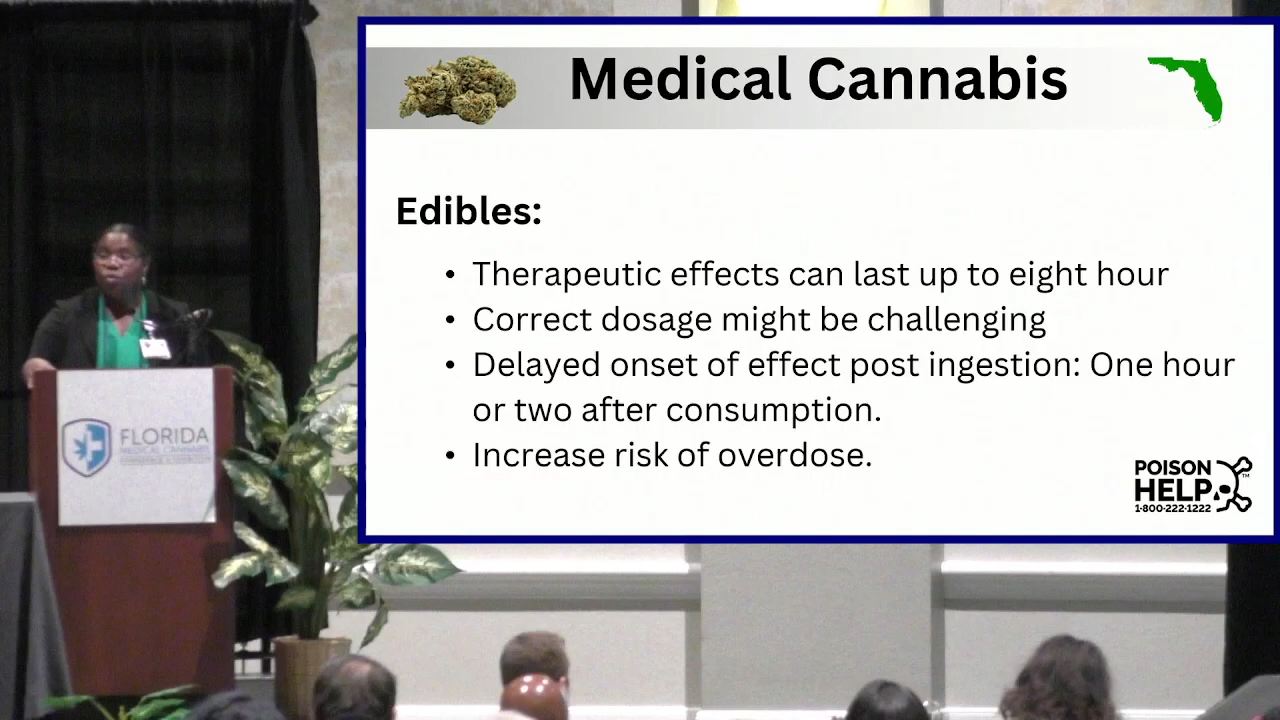 Medical Cannabis
Edibles:
• Therapeutic effects can last up to eight hour
• Correct dosage might be challenging
• Delayed onset of effect post ingestion: One hour
or two after consumption.
• Increase risk of overdose.
POISON
HELP
1-800-222-1222
FLORIDA
MEDICAL CANNABIS